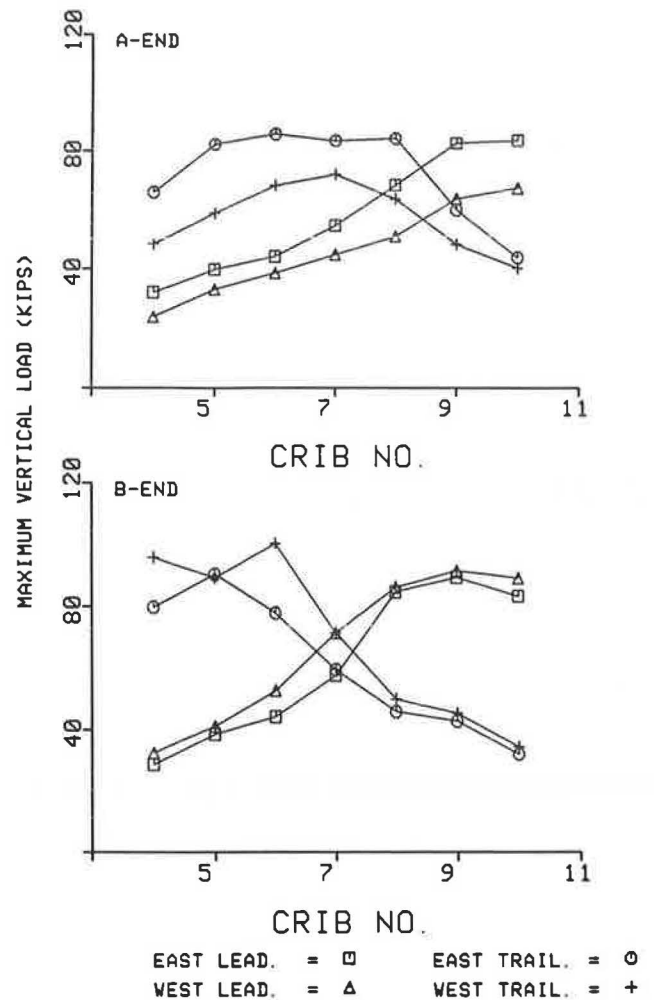 120
A-END
80
40
5 7 9 11
CRIB NO.
MAXIMUM VERTICAL LOAD (KIPS)
120
B-END
80
40
5 7 9 11
CRIB NO.
EAST LEAD. = □ EAST TRAIL. = ○
WEST LEAD. = △ WEST TRAIL. = +